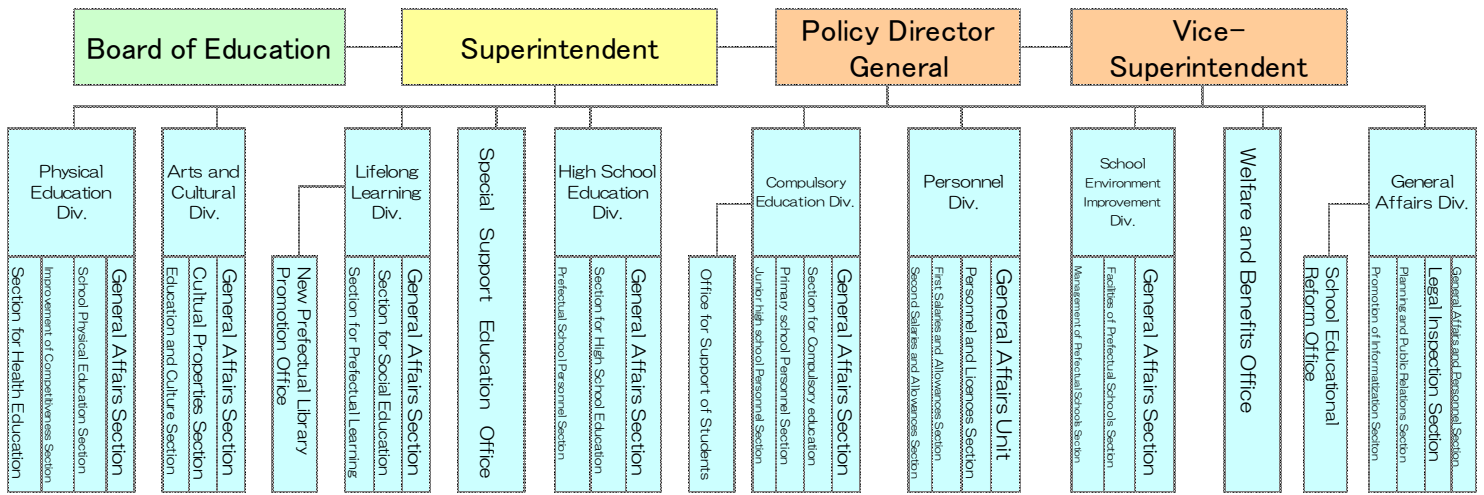 Board of Education
Superintendent
Policy Director
General
Vice-
Superintendent
Physical
Education
Div.
Arts and
Cultural
Div.
Lifelong
Learning
Div.
Special Support Education Office
High School
Education
Div.
Compulsory
Education Div.
Personnel
Div.
School
Environment
Improvement
Div.
Welfare and Benefits Office
General
Affairs Div.
General Affairs Section
School Physical Education Section
Improvement of Competitiveness Section
Section for Health Education
General Affairs Section
Cultural Properties Section
Education and Culture Section
New Prefectual Library
Promotion Office
General Affairs Section
Section for Social Education
Section for Prefectual Learning
General Affairs Section
Section for High School Education
Prefectual School Personnel Section
Office for Support of Students
General Affairs Section
Section for Compulsory education
Primary school Personnel Section
Junior high school Personnel Section
General Affairs Unit
Personnel and Licences Section
First Salaries and Allowances Section
Second Salaries and Allowances Section
General Affairs Section
Facilities of Prefectual Schools Section
Management of Prefectual Schools Section
School Educational
Reform Office
General Affairs and Personnel Section
Legal Inspection Section
Planning and Public Relations Section
Promotion of Informatization Seciton